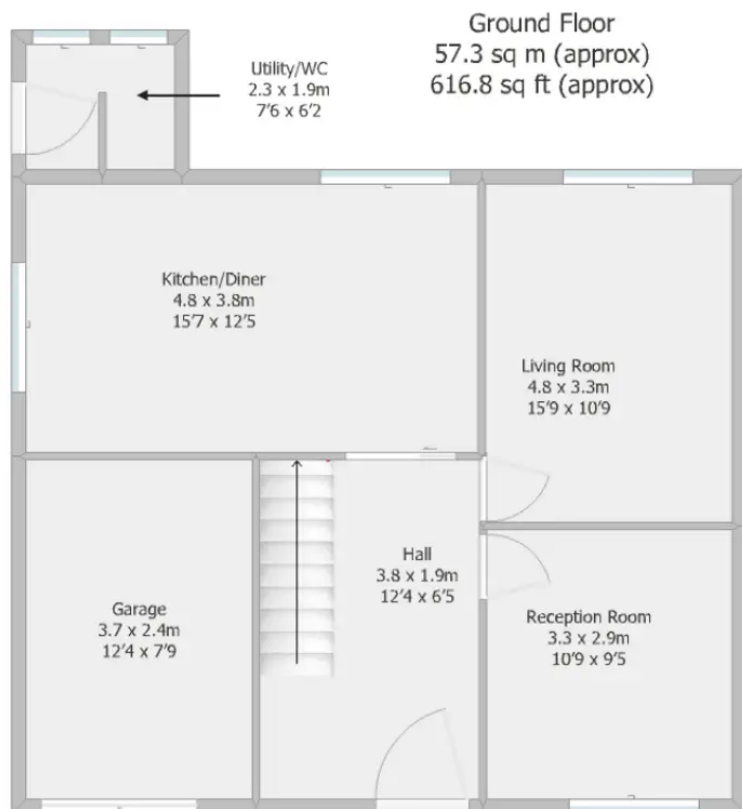 Ground Floor
57.3 sq m (approx)
616.8 sq ft (approx)
Utility/WC
2.3 x 1.9m
7'6 x 6'2
Kitchen/Diner
4.8 x 3.8m
15'7 x 12'5
Living Room
4.8 x 3.3m
15'9 x 10'9
Hall
3.8 x 1.9m
12'4 x 6'5
Garage
3.7 x 2.4m
12'4 x 7'9
Reception Room
3.3 x 2.9m
10'9 x 9'5